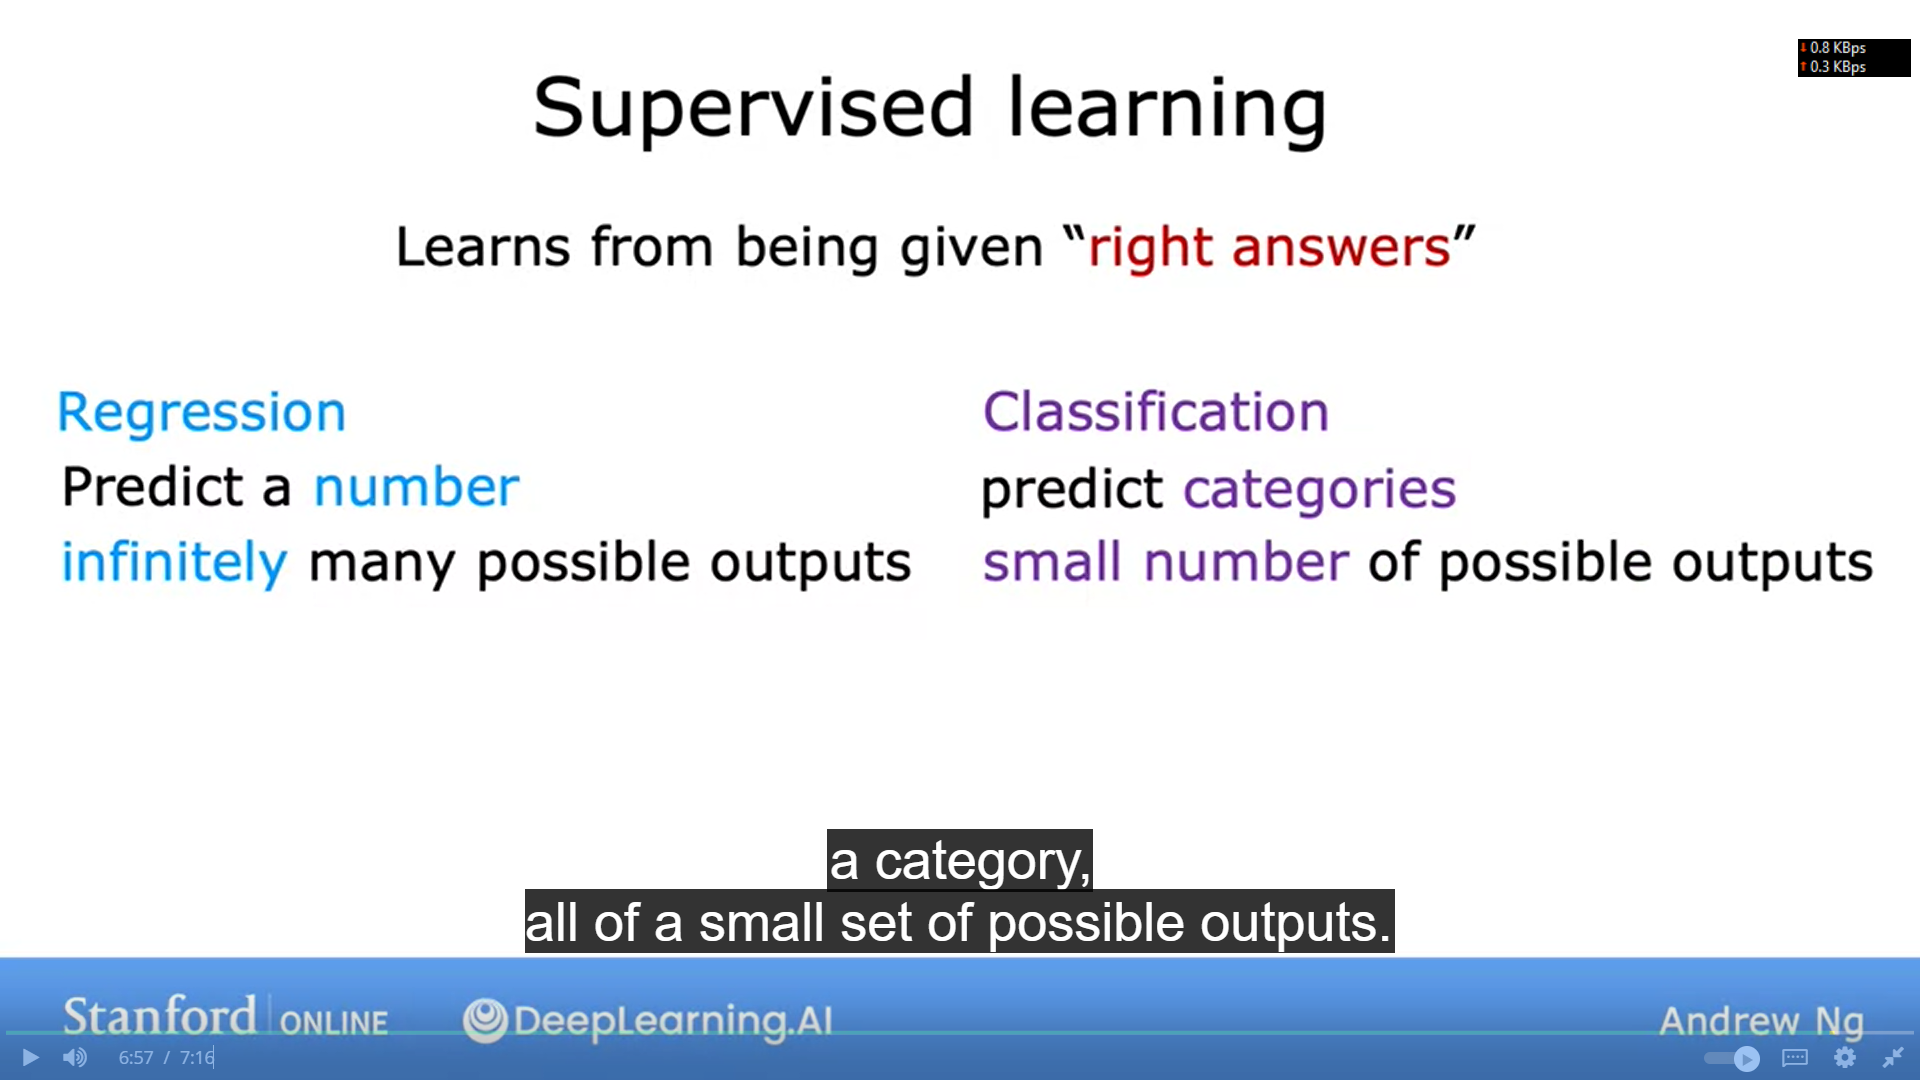 0.8 KBps
0.3 KBps
Supervised learning
Learns from being given “right answers”
Regression
Predict a number
infinitely many possible outputs
Classification
predict categories
small number of possible outputs
a category,
all of a small set of possible outputs.
Stanford ONLINE
DeepLearning.AI
Andrew Ng
6:57 / 7:16